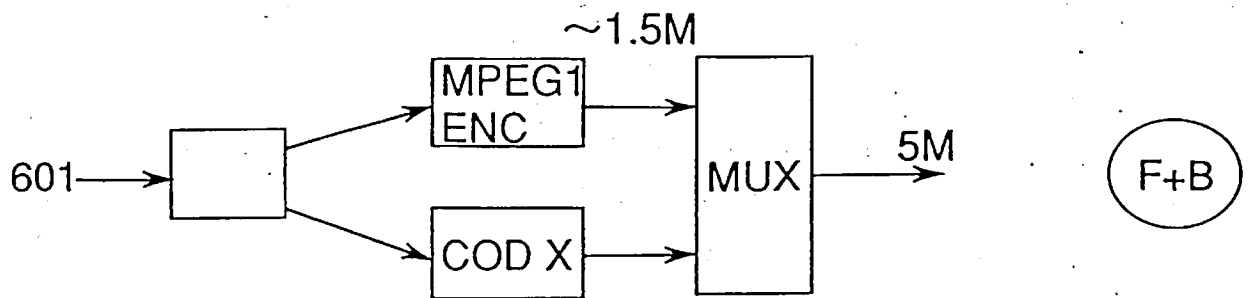 ~1.5M
MPEG1
ENC
601
MUX
5M
F+B
COD X